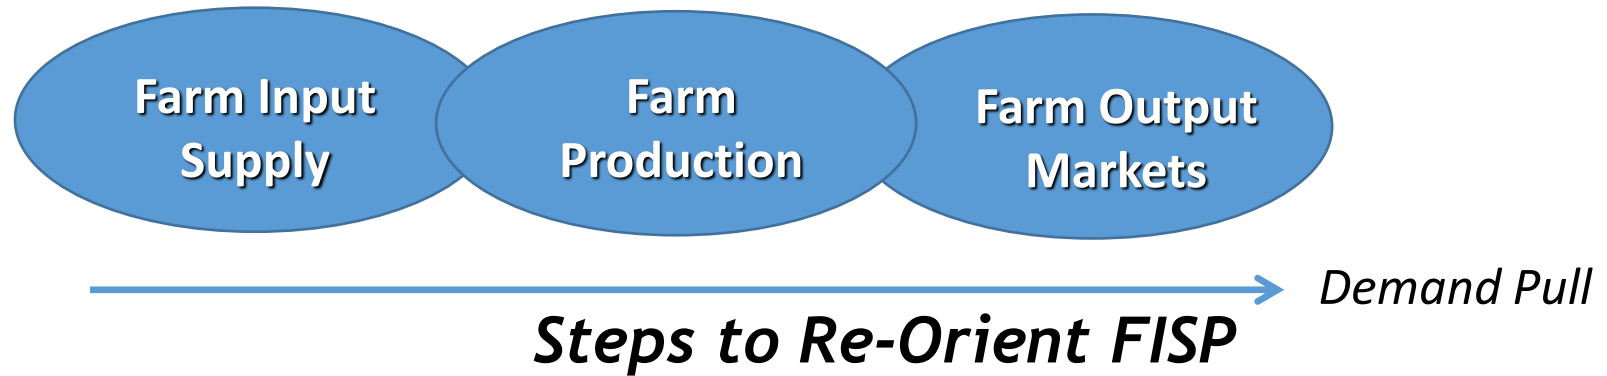 Farm Input
Supply
Farm
Production
Farm Output
Markets
Demand Pull
Steps to Re-Orient FISP